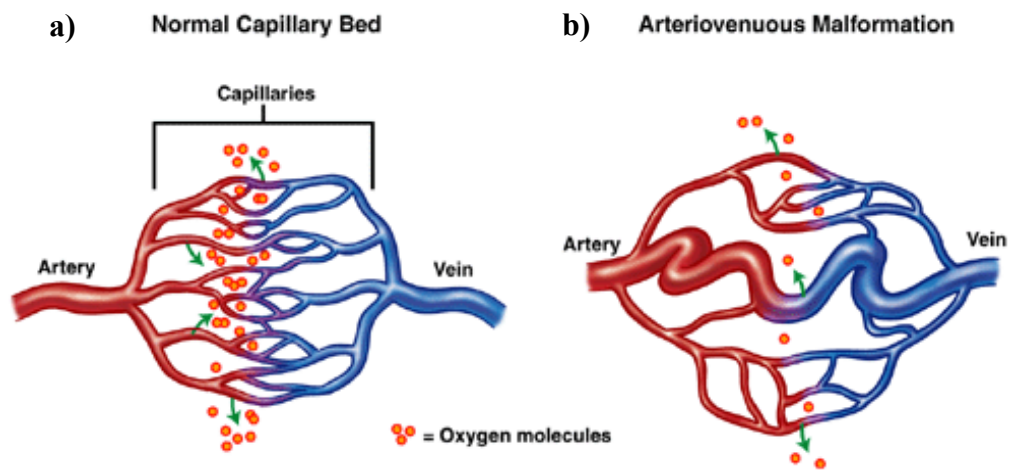 a) Normal Capillary Bed
b) Arteriovenuous Malformation
Capillaries
Artery
Vein
Artery
Vein
= Oxygen molecules